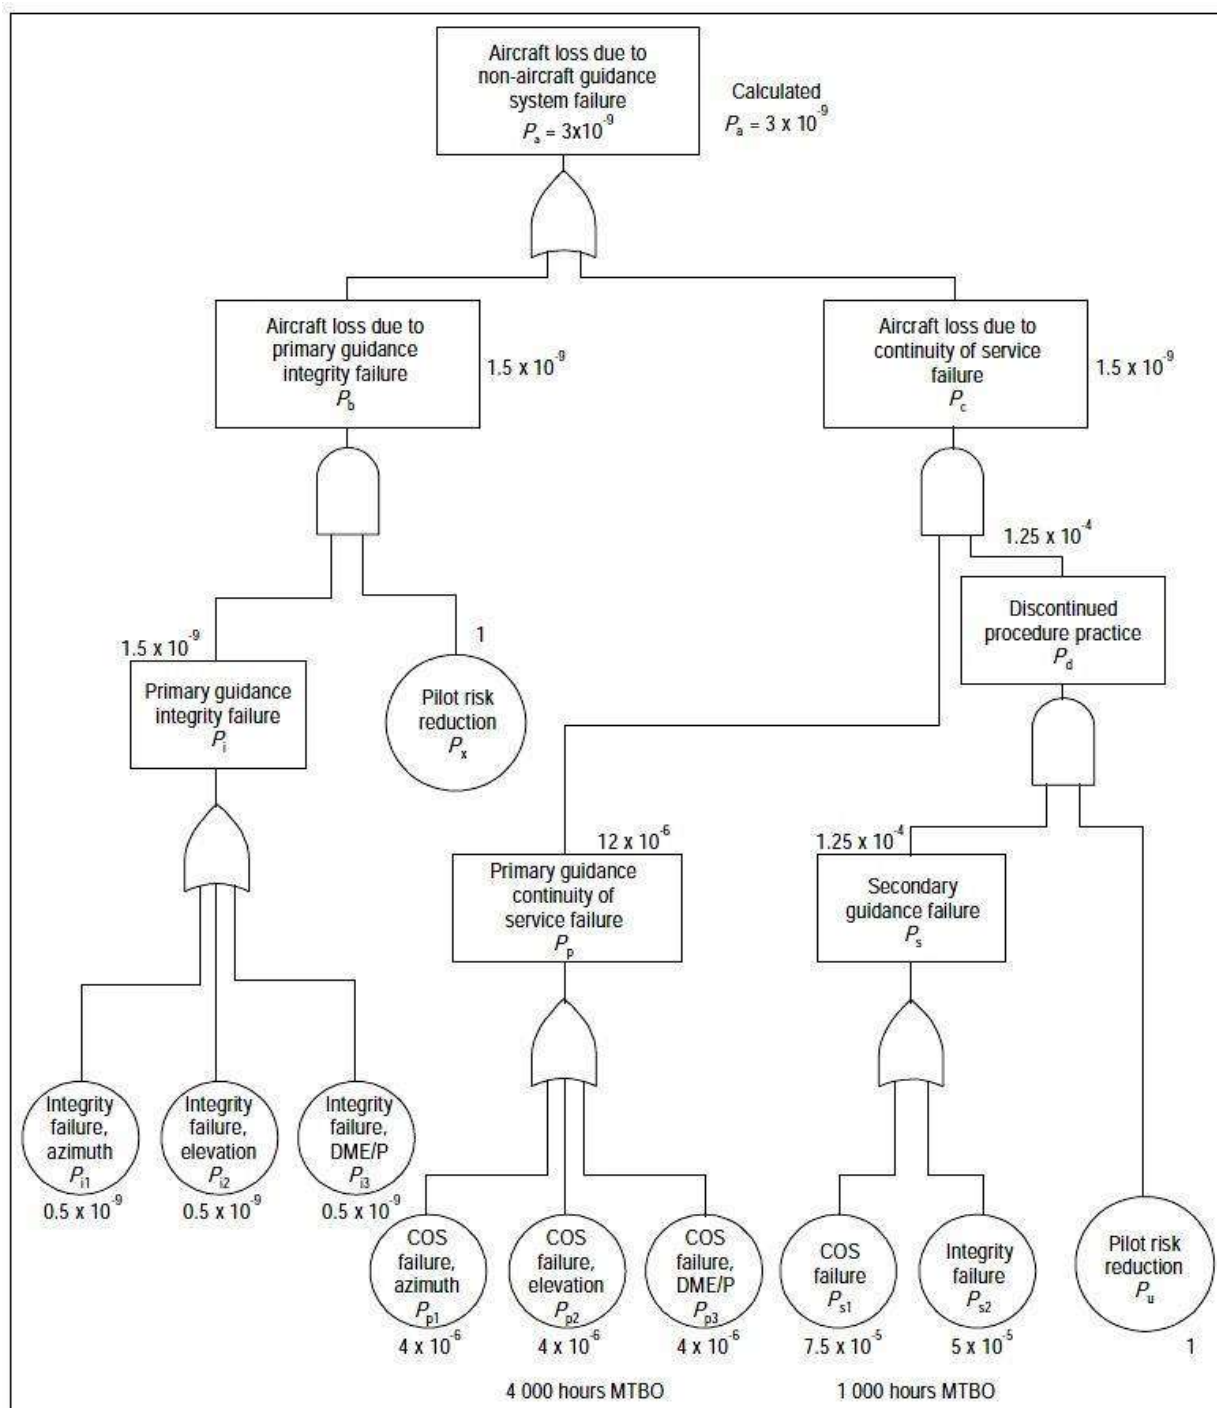 Aircraft loss due to
non-aircraft guidance
system failure
Pa = 3x10-9
Calculated
Pa = 3 x 10-9
Aircraft loss due to
primary guidance
integrity failure
Pb
1.5 x 10-9
Aircraft loss due to
continuity of service
failure
Pc
1.5 x 10-9
1.25 x 10-4
Discontinued
procedure practice
Pd
1.5 x 10-9
Primary guidance
integrity failure
Pi
1
Pilot risk
reduction
Px
12 x 10-6
Primary guidance
continuity of
service failure
Pp
1.25 x 10-4
Secondary
guidance failure
Ps
Integrity
failure,
azimuth
Pi1
0.5 x 10-9
Integrity
failure,
elevation
Pi2
0.5 x 10-9
Integrity
failure,
DME/P
Pi3
0.5 x 10-9
COS
failure,
azimuth
Pp1
4 x 10-6
COS
failure,
elevation
Pp2
4 x 10-6
COS
failure,
DME/P
Pp3
4 x 10-6
COS
failure
Ps1
7.5 x 10-5
Integrity
failure
Ps2
5 x 10-5
Pilot risk
reduction
Pu
1
4 000 hours MTBO
1 000 hours MTBO